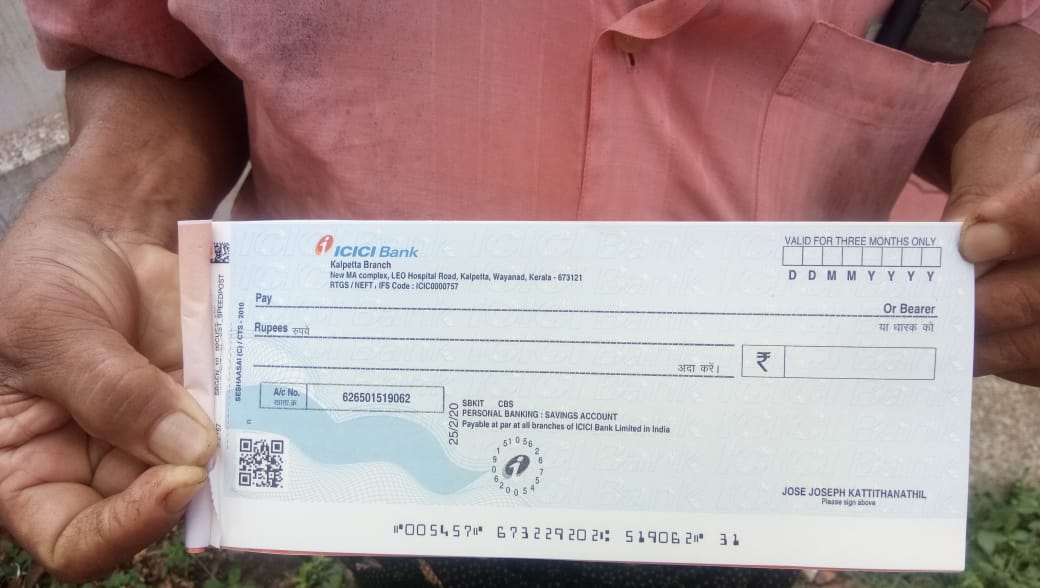 ICICI Bank
Kalpetta Branch
New MA complex, LEO Hospital Road, Kalpetta, Wayanad, Kerala - 673121
RTGS / NEFT, IFS Code : ICIC0000757
VALID FOR THREE MONTHS ONLY
D D M M Y Y Y Y
Pay
Or Bearer
या धारक को
Rupees रुपये
अदा करें।
₹
A/c No.
626501519062
SBKIT CBS
PERSONAL BANKING : SAVINGS ACCOUNT
Payable at par at all branches of ICICI Bank Limited in India
25/2/20
SESHAASAI (C) / CTS - 2010
JOSE JOSEPH KATTITHANATHIL
Please sign above
⑈005457⑈ 673229202⑆ 519062⑈ 31